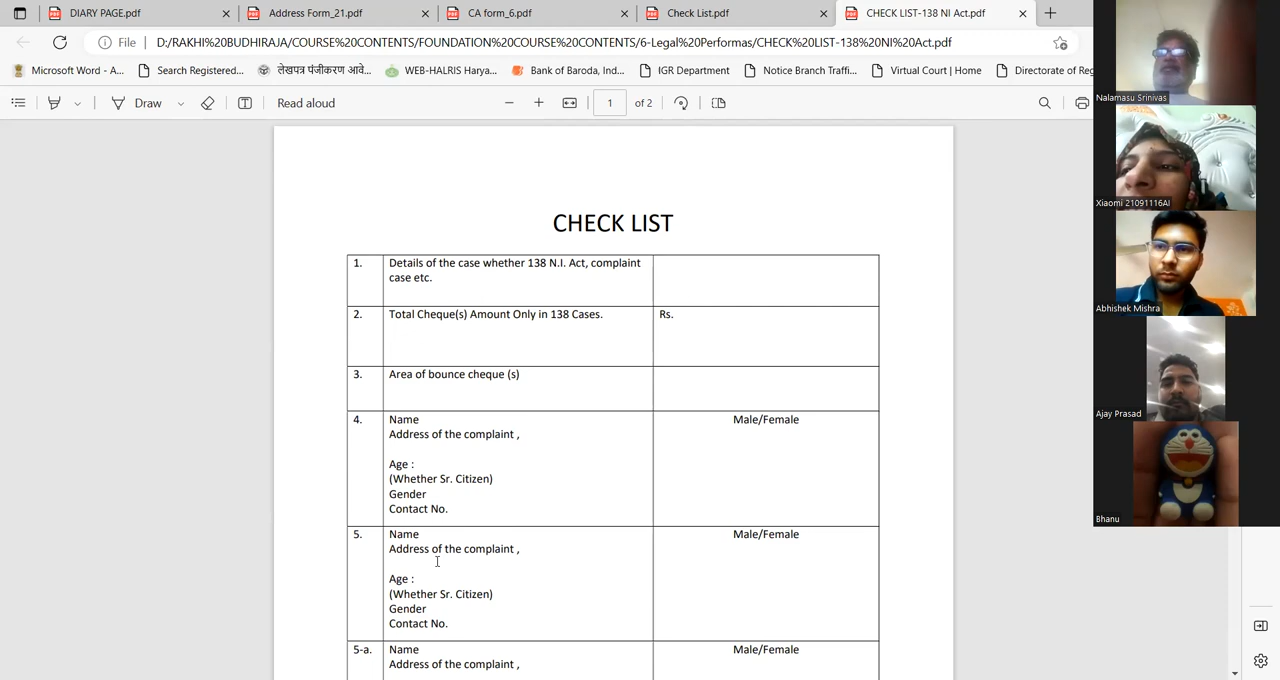 DIARY PAGE.pdf
Address Form_21.pdf
CA form_6.pdf
Check List.pdf
CHECK LIST-138 NI Act.pdf
File
D:/RAKHI%20BUDHIRAJA/COURSE%20CONTENTS/FOUNDATION%20COURSE%20CONTENTS/6-Legal%20Performas/CHECK%20LIST-138%20NI%20Act.pdf
Microsoft Word - A...
Search Registered...
लेखपत्र पंजीकरण आवे...
WEB-HALRIS Harya...
Bank of Baroda, Ind...
IGR Department
Notice Branch Traffi...
Virtual Court | Home
Directorate of Reg
Draw
Read aloud
1
of 2
CHECK LIST
1.
Details of the case whether 138 N.I. Act, complaint
case etc.
2.
Total Cheque(s) Amount Only in 138 Cases.
Rs.
3.
Area of bounce cheque (s)
4.
Name
Male/Female
Address of the complaint ,
Age :
(Whether Sr. Citizen)
Gender
Contact No.
5.
Name
Male/Female
Address of the complaint ,
Age :
(Whether Sr. Citizen)
Gender
Contact No.
5-a.
Name
Male/Female
Address of the complaint ,
Nalamasu Srinivas
Xiaomi 21091116AI
Abhishek Mishra
Ajay Prasad
Bhanu